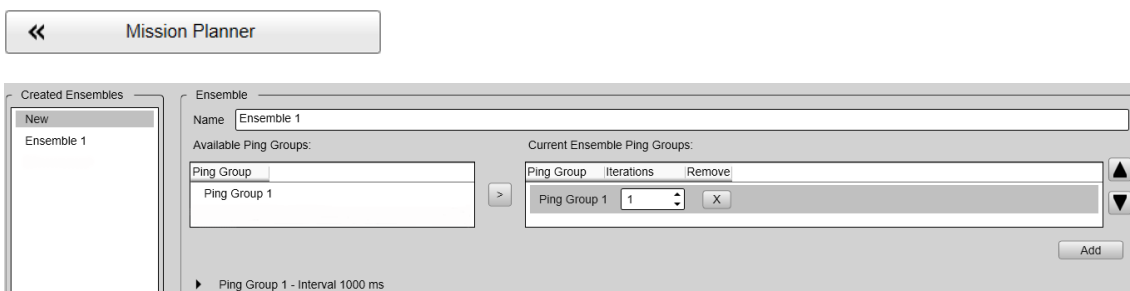 « Mission Planner
Created Ensembles
New
Ensemble 1
Ensemble
Name Ensemble 1
Available Ping Groups:
Ping Group
Ping Group 1
>
Current Ensemble Ping Groups:
Ping Group Iterations Remove
Ping Group 1 1 X
Add
Ping Group 1 - Interval 1000 ms